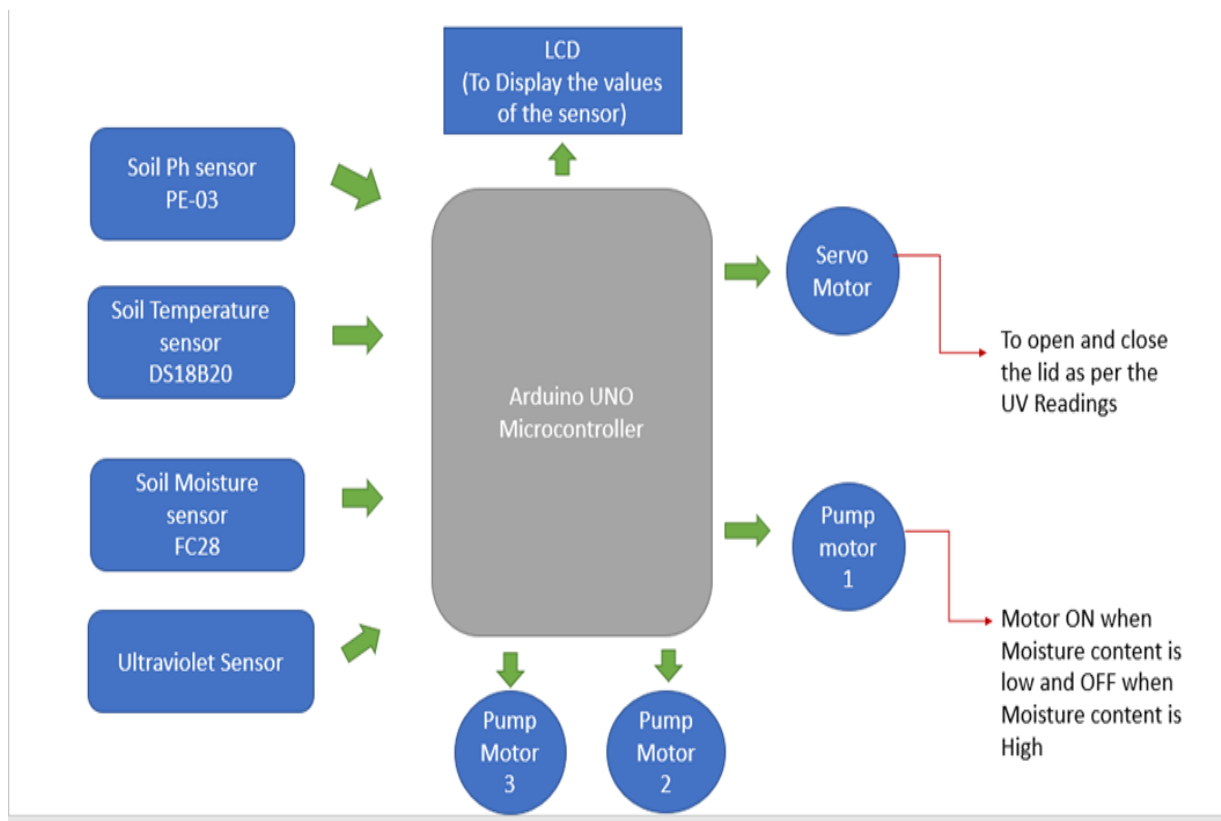 LCD
(To Display the values
of the sensor)
Soil Ph sensor
PE-03
Soil Temperature
sensor
DS18B20
Soil Moisture
sensor
FC28
Ultraviolet Sensor
Arduino UNO
Microcontroller
Servo
Motor
To open and close
the lid as per the
UV Readings
Pump
motor
1
Motor ON when
Moisture content is
low and OFF when
Moisture content is
High
Pump
Motor
3
Pump
Motor
2